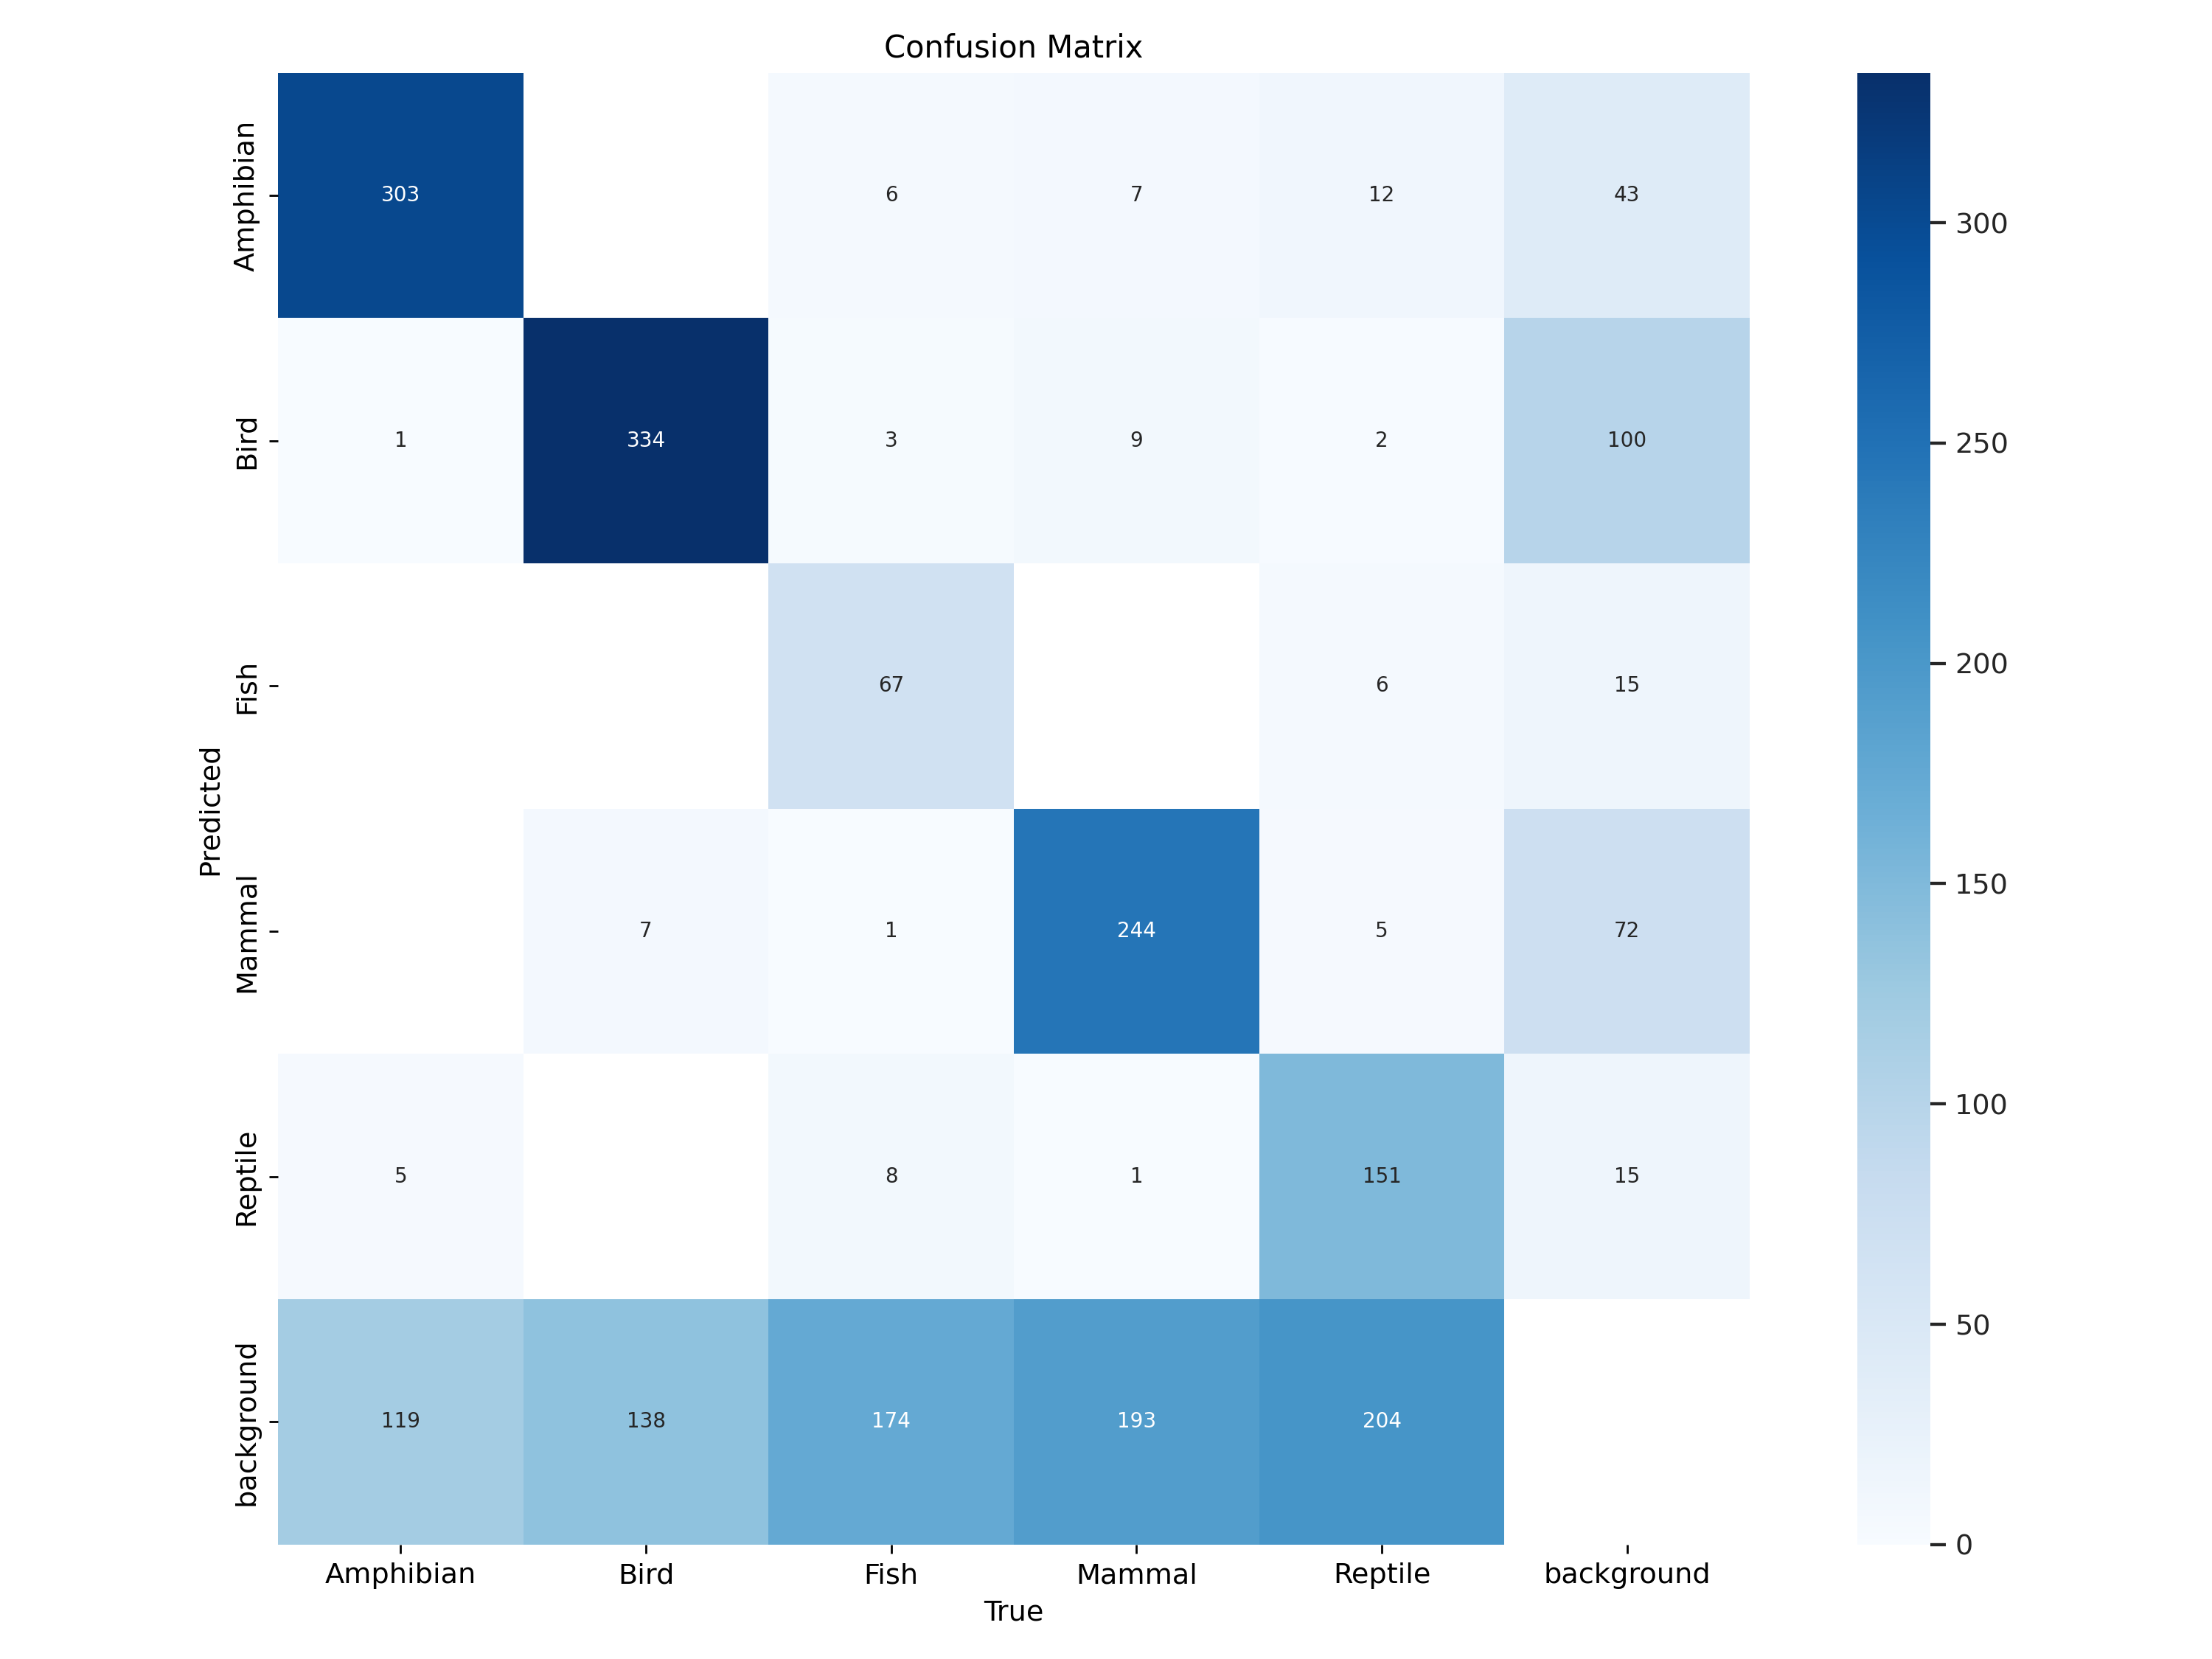 Confusion Matrix
Amphibian 303 6 7 12 43
Bird 1 334 3 9 2 100
Fish 67 6 15
Mammal 7 1 244 5 72
Reptile 5 8 1 151 15
background 119 138 174 193 204
Predicted
Amphibian Bird Fish Mammal Reptile background
True
300
250
200
150
100
50
0